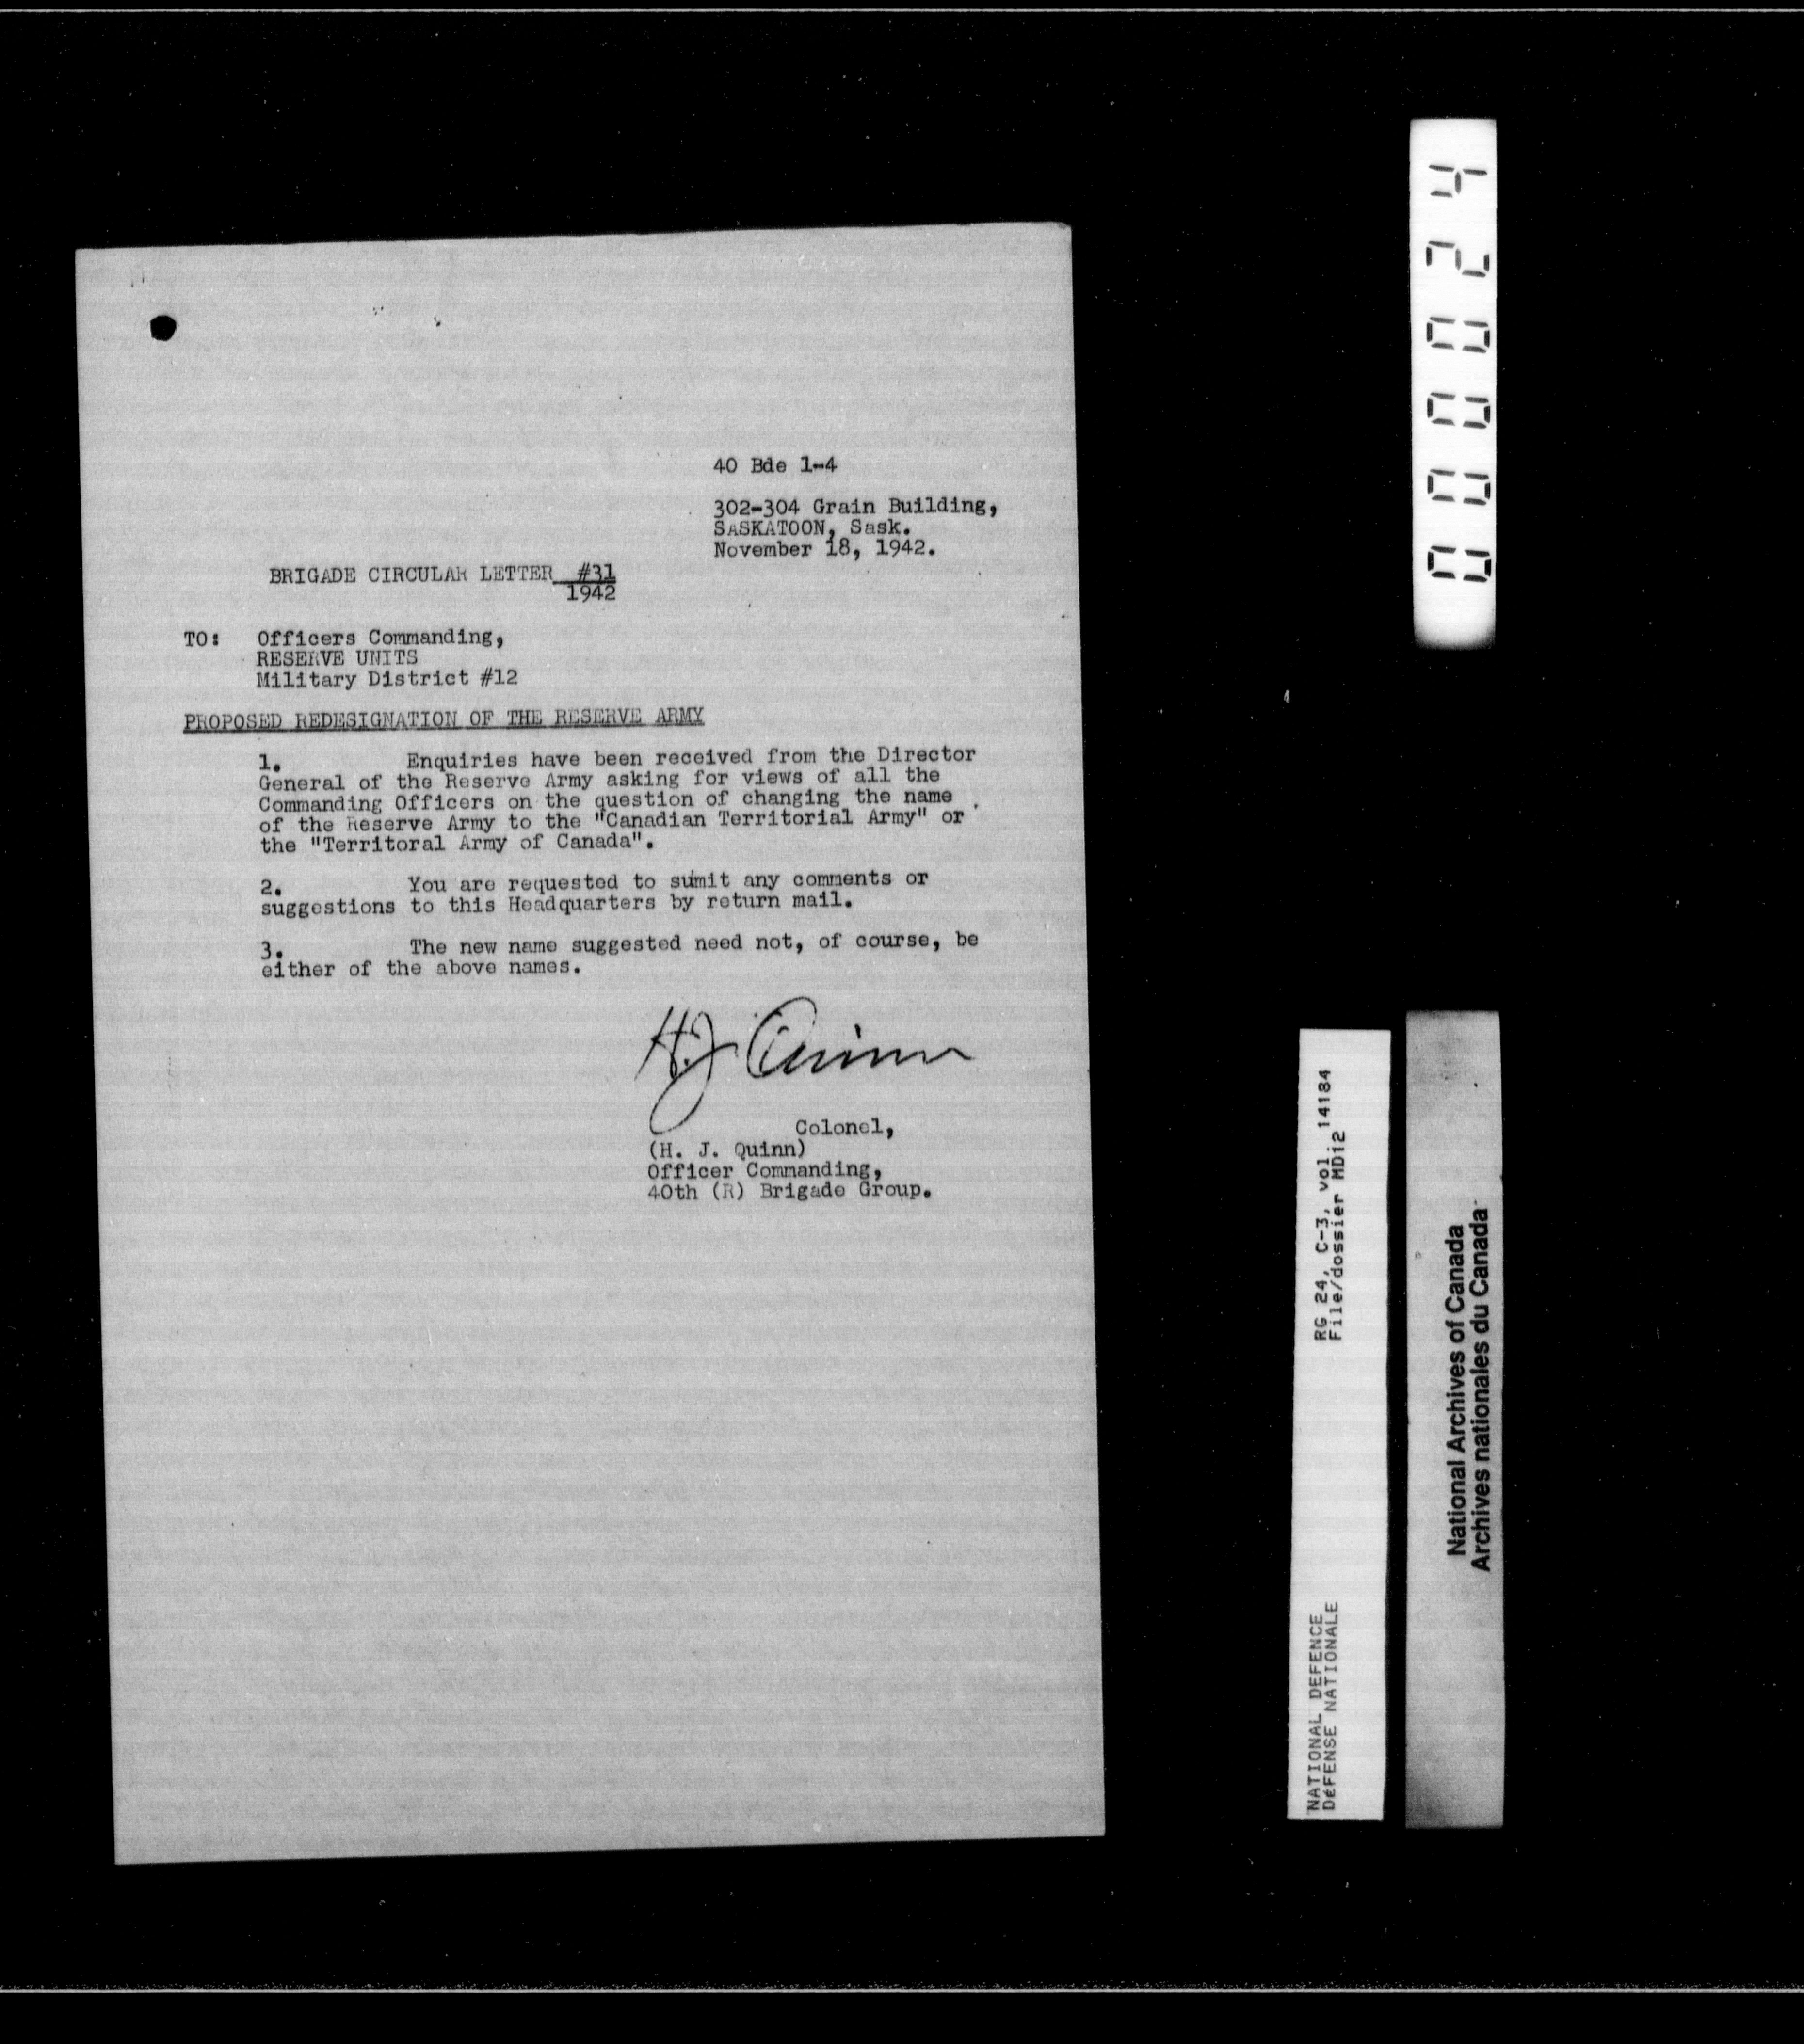 40 Bde 1-4
302-304 Grain Building,
SASKATOON, Sask.
November 18, 1942.
BRIGADE CIRCULAR LETTER #31
1942
TO: Officers Commanding,
RESERVE UNITS
Military District #12
PROPOSED REDESIGNATION OF THE RESERVE ARMY
1. Enquiries have been received from the Director
General of the Reserve Army asking for views of all the
Commanding Officers on the question of changing the name
of the Reserve Army to the "Canadian Territorial Army" or
the "Territoral Army of Canada".
2. You are requested to sumit any comments or
suggestions to this Headquarters by return mail.
3. The new name suggested need not, of course, be
either of the above names.
H.J Quinn
Colonel,
(H. J. Quinn)
Officer Commanding,
40th (R) Brigade Group.
000024
RG 24, C-3, vol. 14184
File/dossier MD12
NATIONAL DEFENCE
DéFENSE NATIONALE
National Archives of Canada
Archives nationales du Canada